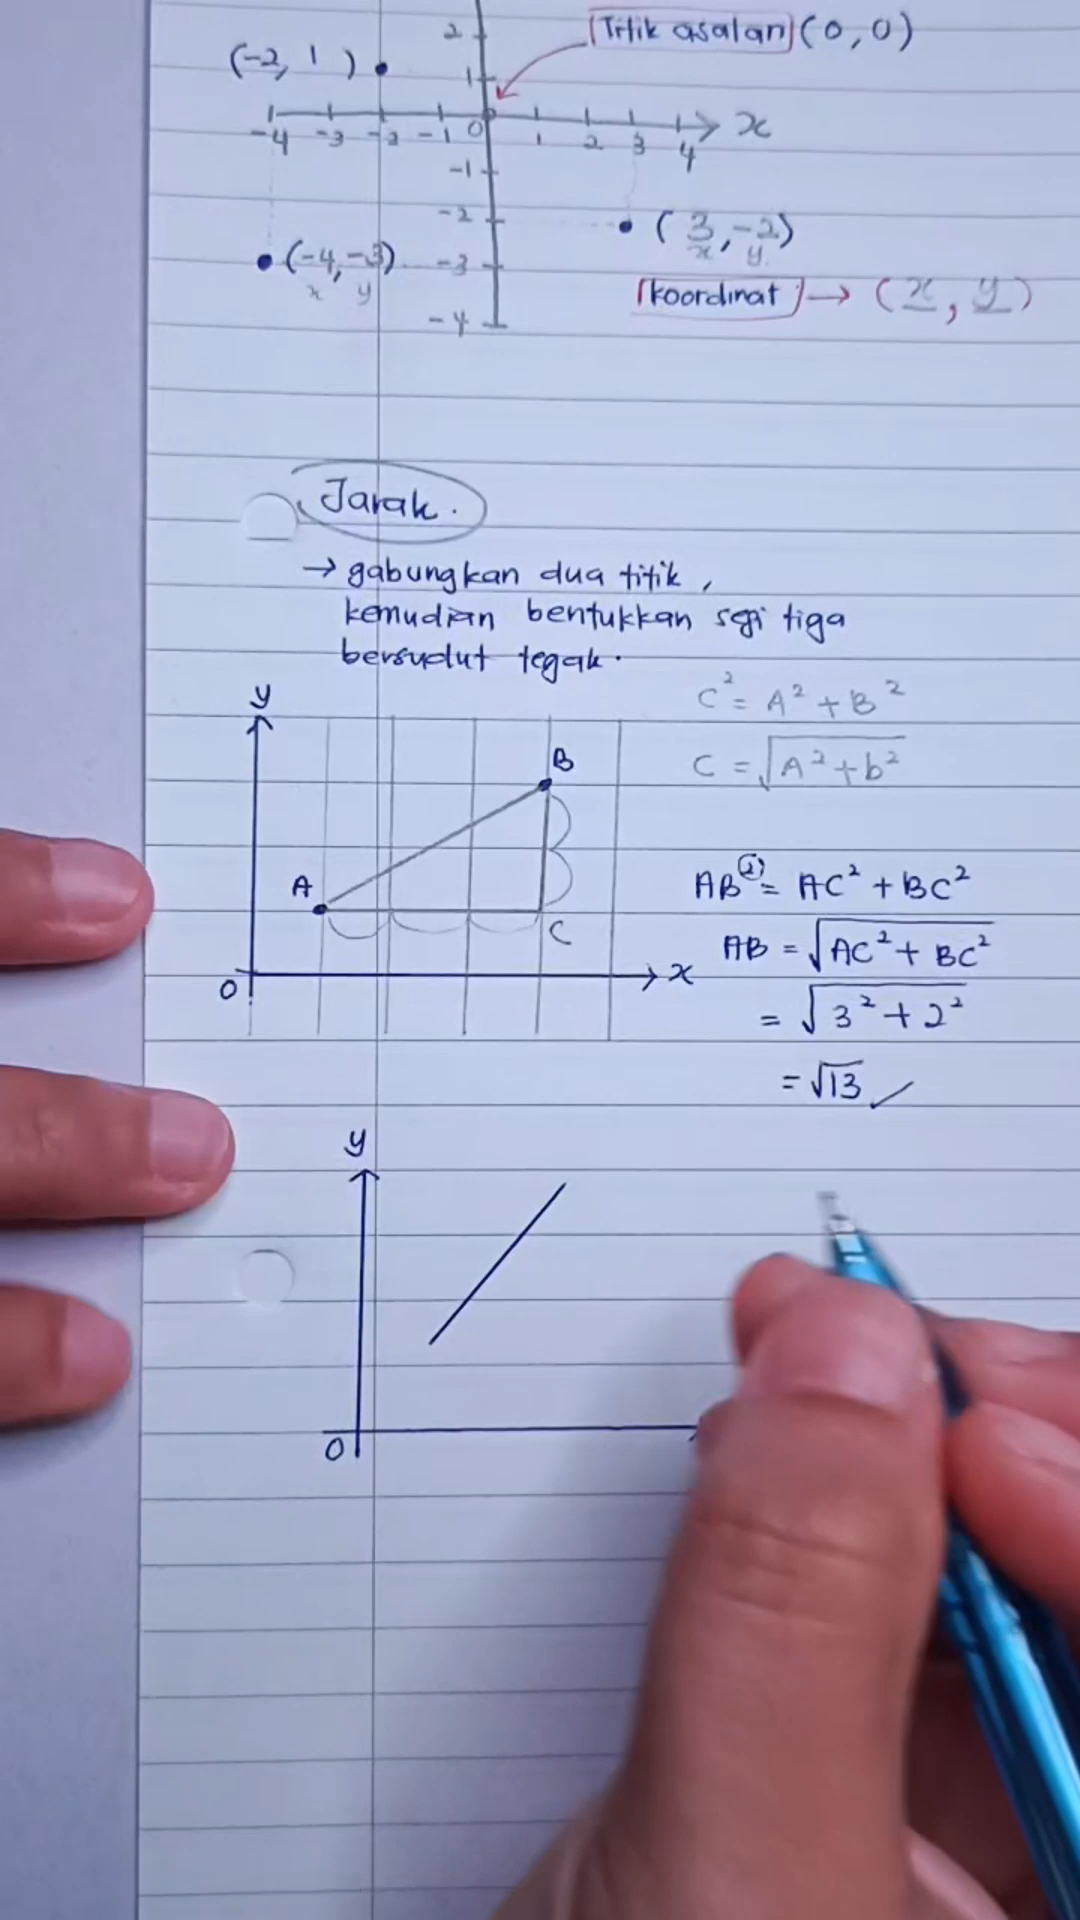 2
Titik asalan (0, 0)
(-2, 1)
1
-4 -3 -2 -1 0 1 2 3 4 x
-1
-2
(3, -2)
x y
(-4, -3)
x y
-3
koordinat → (x, y)
-4
Jarak.
→ gabungkan dua titik,
kemudian bentukkan segi tiga
bersudut tegak.
y
C² = A² + B²
C = √A² + b²
B
A
AB² = AC² + BC²
C
AB = √AC² + BC²
0 x
= √3² + 2²
= √13 ✓
y
0